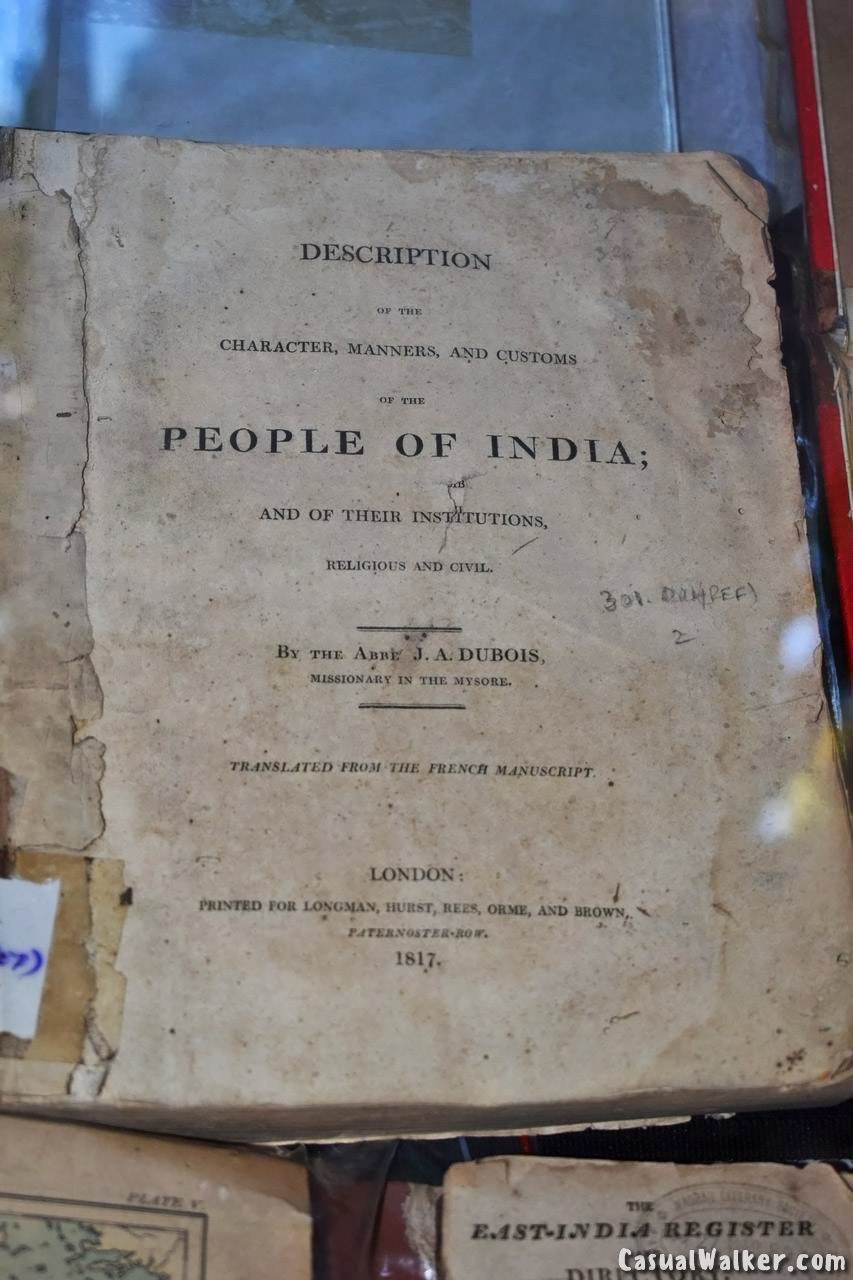 DESCRIPTION
OF THE
CHARACTER, MANNERS, AND CUSTOMS
OF THE
PEOPLE OF INDIA;
AND OF THEIR INSTITUTIONS,
RELIGIOUS AND CIVIL.
BY THE ABBÉ J. A. DUBOIS,
MISSIONARY IN THE MYSORE.
TRANSLATED FROM THE FRENCH MANUSCRIPT.
LONDON:
PRINTED FOR LONGMAN, HURST, REES, ORME, AND BROWN,
PATERNOSTER-ROW.
1817.
PLATE V.
THE
EAST-INDIA REGISTER
CasualWalker.com